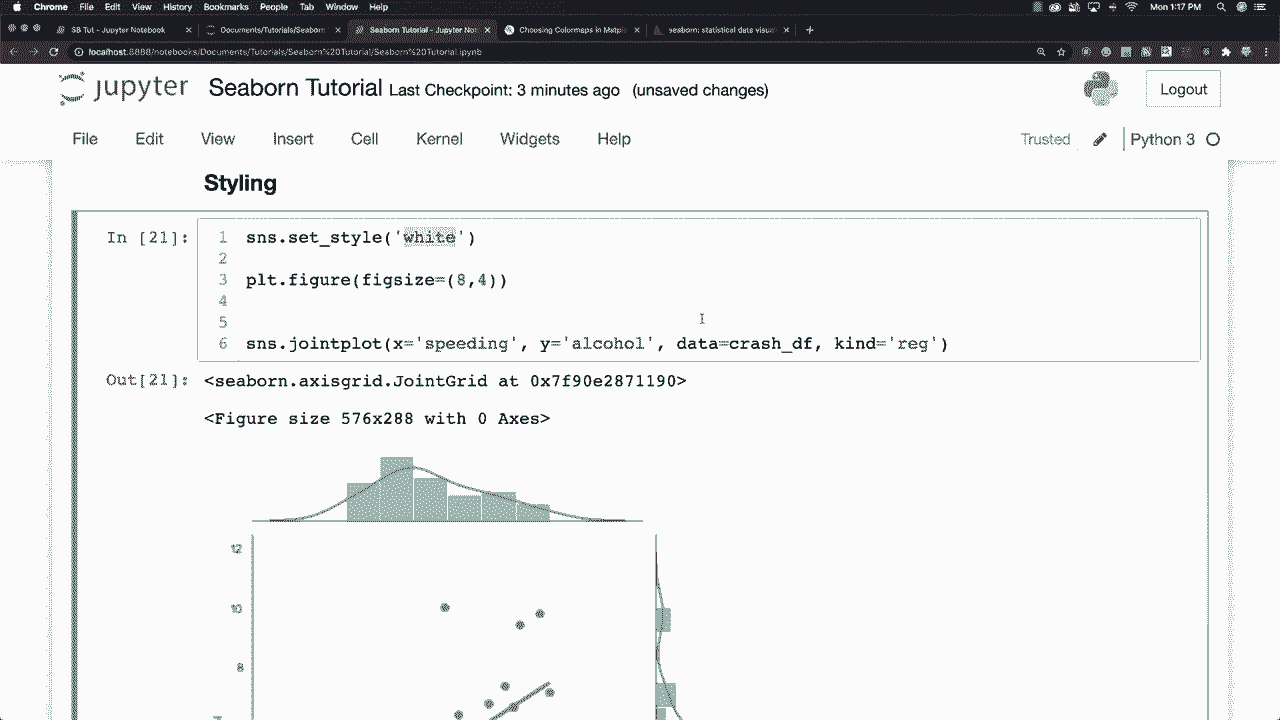 Chrome File Edit View History Bookmarks People Tab Window Help Mon 1:17 PM
SB Tut - Jupyter Notebook Documents/Tutorials/Seaborn Seaborn Tutorial - Jupyter Not Choosing Colormaps in Matpl seaborn: statistical data visual
localhost:8888/notebooks/Documents/Tutorials/Seaborn%20Tutorial/Seaborn%20Tutorial.ipynb
jupyter Seaborn Tutorial Last Checkpoint: 3 minutes ago (unsaved changes) Logout
File Edit View Insert Cell Kernel Widgets Help Trusted Python 3
Styling
In [21]: 1 sns.set_style('white')
2
3 plt.figure(figsize=(8,4))
4
5
6 sns.jointplot(x='speeding', y='alcohol', data=crash_df, kind='reg')
Out[21]: <seaborn.axisgrid.JointGrid at 0x7f90e2871190>
<Figure size 576x288 with 0 Axes>
12
10
8